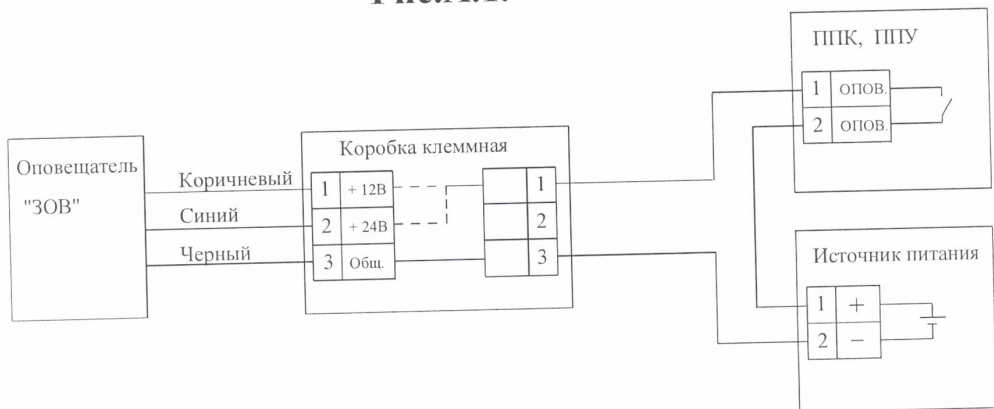 ППК, ППУ
1 ОПОВ.
2 ОПОВ.
Коробка клеммная
Оповещатель
"ЗОВ"
Коричневый
Синий
Черный
1 + 12В
2 + 24В
3 Общ.
1
2
3
Источник питания
1 +
2 −